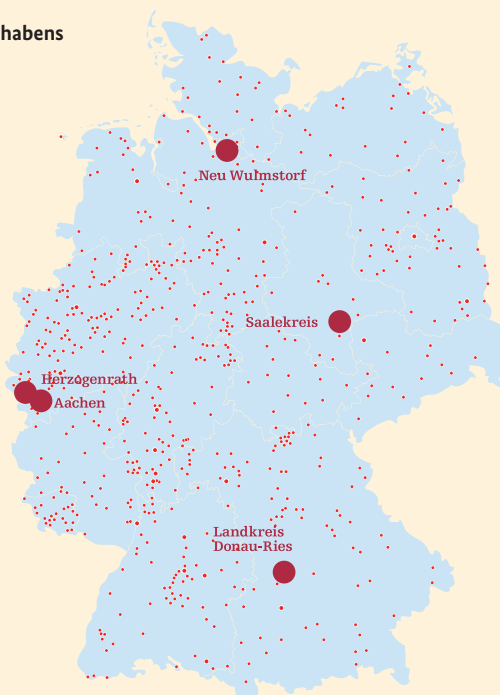 habens
Neu Wulmstorf
Saalekreis
Herzogenrath
Aachen
Landkreis
Donau-Ries